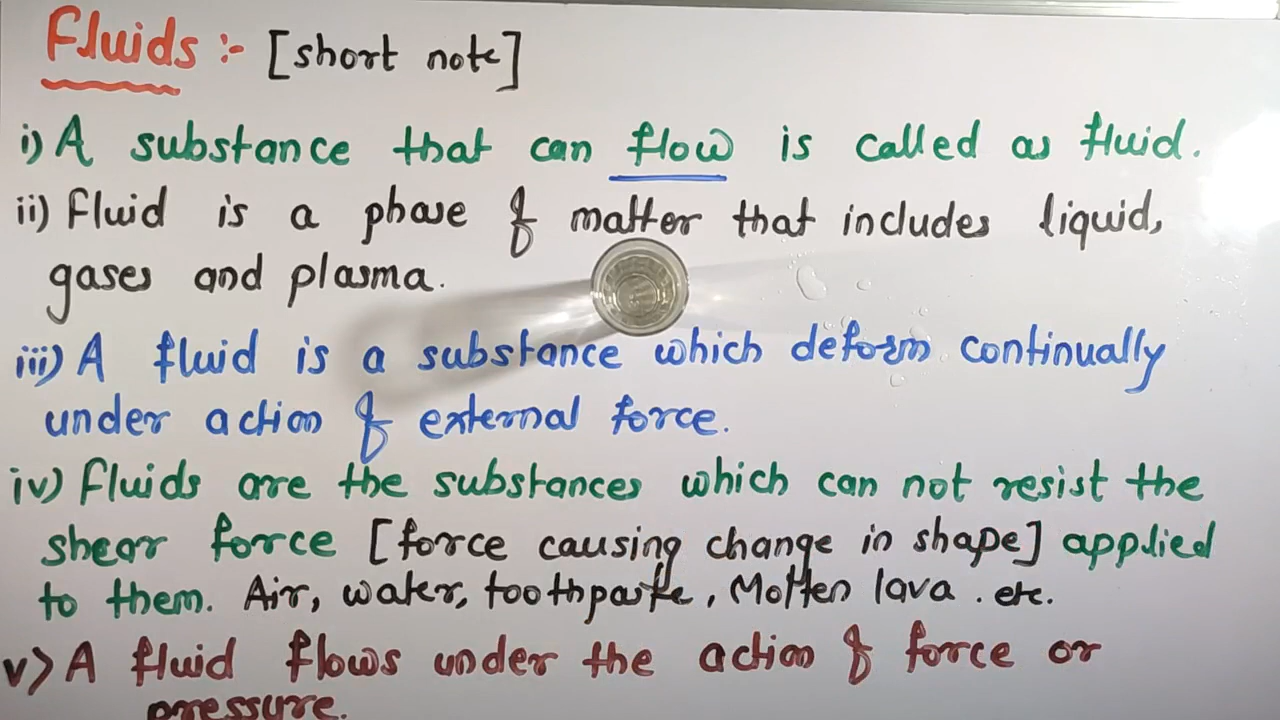 Fluids :- [short note]
i) A substance that can flow is called as fluid.
ii) Fluid is a phase of matter that includes liquid,
gases and plasma.
iii) A fluid is a substance which deform continually
under action of external force.
iv) Fluids are the substances which can not resist the
shear force [force causing change in shape] applied
to them. Air, water, toothpaste, Molten lava . etc.
v) A fluid flows under the action of force or
pressure.